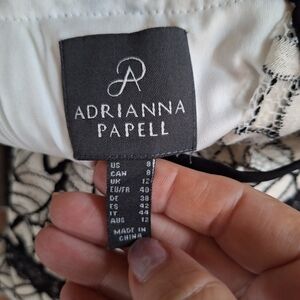 ADRIANNA
PAPELL
US 8
CAN 8
UK 12
EU/FR 40
DE 38
ES 42
IT 44
AUS 12
MADE IN
CHINA